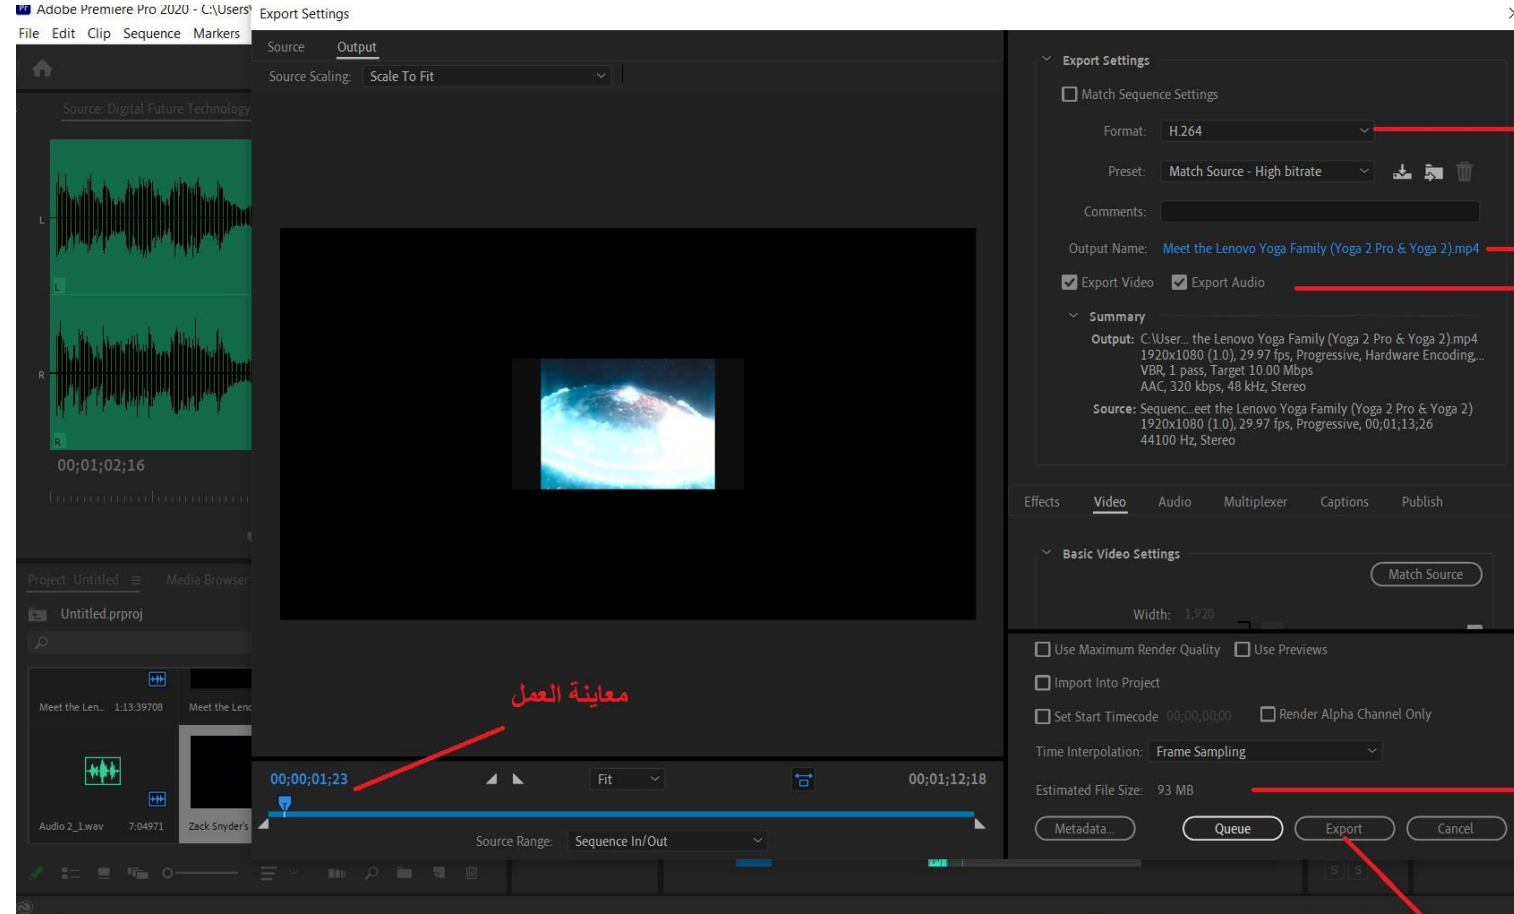 Adobe Premiere Pro 2020 - C:\Users\
File Edit Clip Sequence Markers
Source: Digital Future Technology
L
L
R
R
00;01;02;16
Project: Untitled
Media Browser
Untitled.prproj
Meet the Len... 1:13:39708
Meet the Leno
Audio 2_1.wav 7:04971
Zack Snyder's
Export Settings
Source Output
Source Scaling: Scale To Fit
معاينة العمل
00;00;01;23
Fit
00;01;12;18
Source Range: Sequence In/Out
Export Settings
Match Sequence Settings
Format: H.264
Preset: Match Source - High bitrate
Comments:
Output Name: Meet the Lenovo Yoga Family (Yoga 2 Pro & Yoga 2).mp4
Export Video Export Audio
Summary
Output: C:\User... the Lenovo Yoga Family (Yoga 2 Pro & Yoga 2).mp4
1920x1080 (1.0), 29.97 fps, Progressive, Hardware Encoding,...
VBR, 1 pass, Target 10.00 Mbps
AAC, 320 kbps, 48 kHz, Stereo
Source: Sequenc...eet the Lenovo Yoga Family (Yoga 2 Pro & Yoga 2)
1920x1080 (1.0), 29.97 fps, Progressive, 00;01;13;26
44100 Hz, Stereo
Effects Video Audio Multiplexer Captions Publish
Basic Video Settings
Match Source
Width: 1,920
Use Maximum Render Quality Use Previews
Import Into Project
Set Start Timecode 00;00;00;00 Render Alpha Channel Only
Time Interpolation: Frame Sampling
Estimated File Size: 93 MB
Metadata... Queue Export Cancel
S S